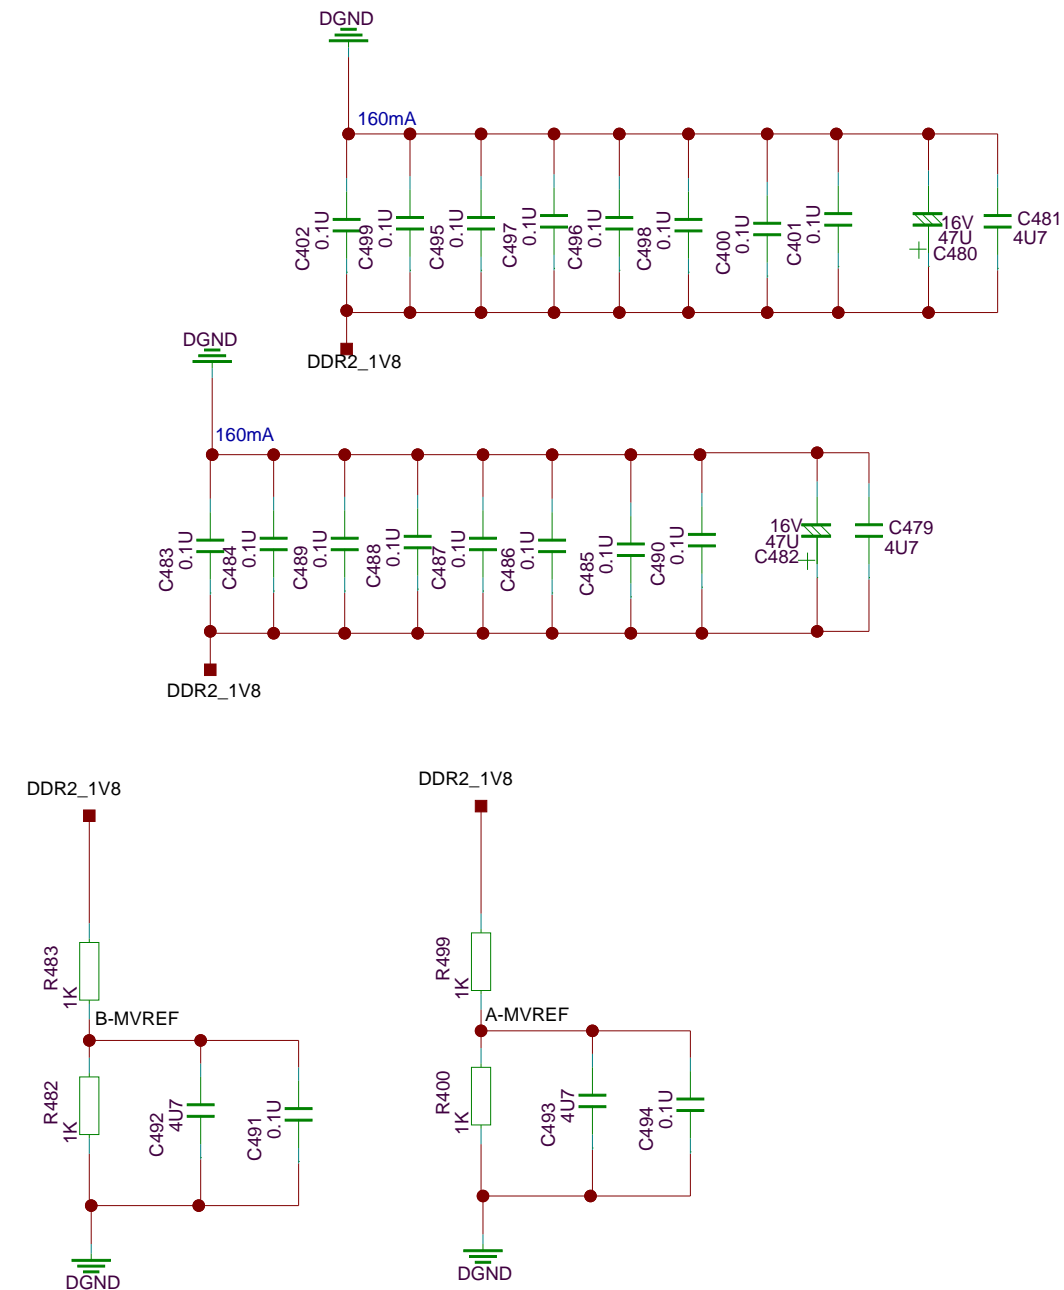 DGND
160mA
C402
0.1U
C499
0.1U
C495
0.1U
C497
0.1U
C496
0.1U
C498
0.1U
C400
0.1U
C401
0.1U
16V
47U
C480
C481
4U7
DDR2_1V8
DGND
160mA
C483
0.1U
C484
0.1U
C489
0.1U
C488
0.1U
C487
0.1U
C486
0.1U
C485
0.1U
C490
0.1U
16V
47U
C482
C479
4U7
DDR2_1V8
DDR2_1V8
R483
1K
B-MVREF
R482
1K
C492
4U7
C491
0.1U
DGND
DDR2_1V8
R499
1K
A-MVREF
R400
1K
C493
4U7
C494
0.1U
DGND